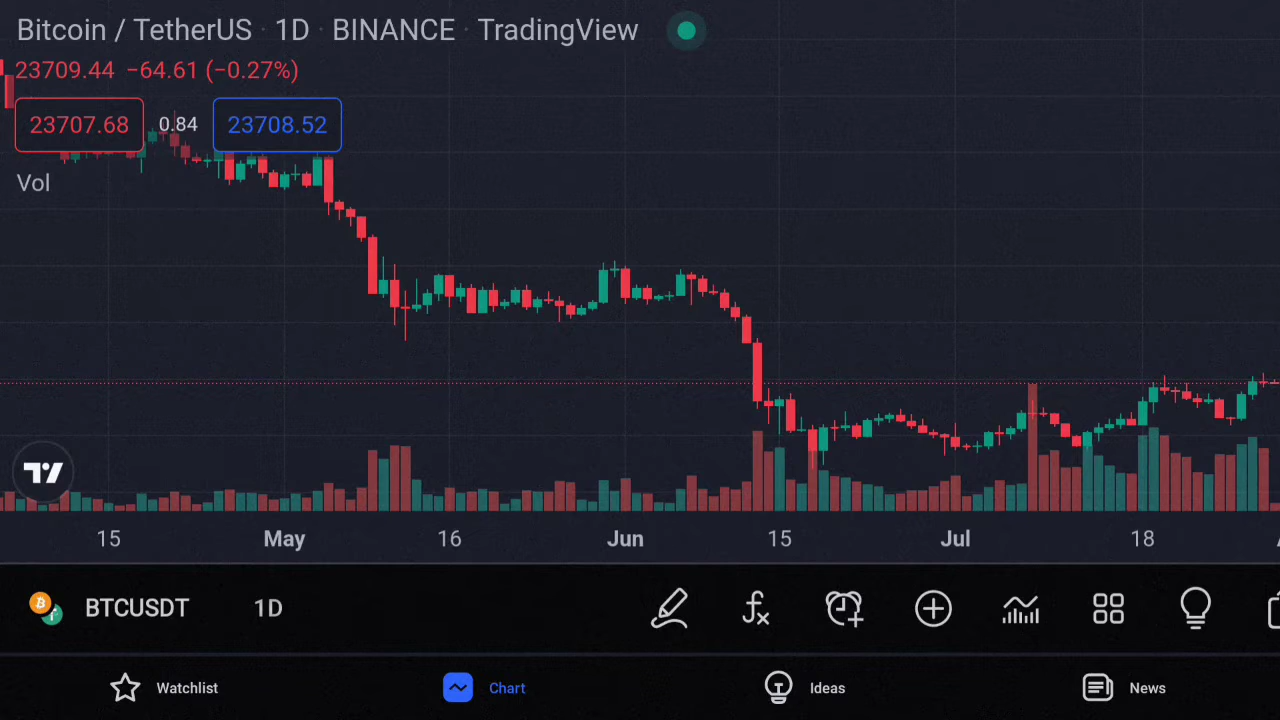 Bitcoin / TetherUS · 1D · BINANCE · TradingView
23709.44 −64.61 (−0.27%)
23707.68 0.84 23708.52
Vol
15 May 16 Jun 15 Jul 18
BTCUSDT 1D
Watchlist Chart Ideas News